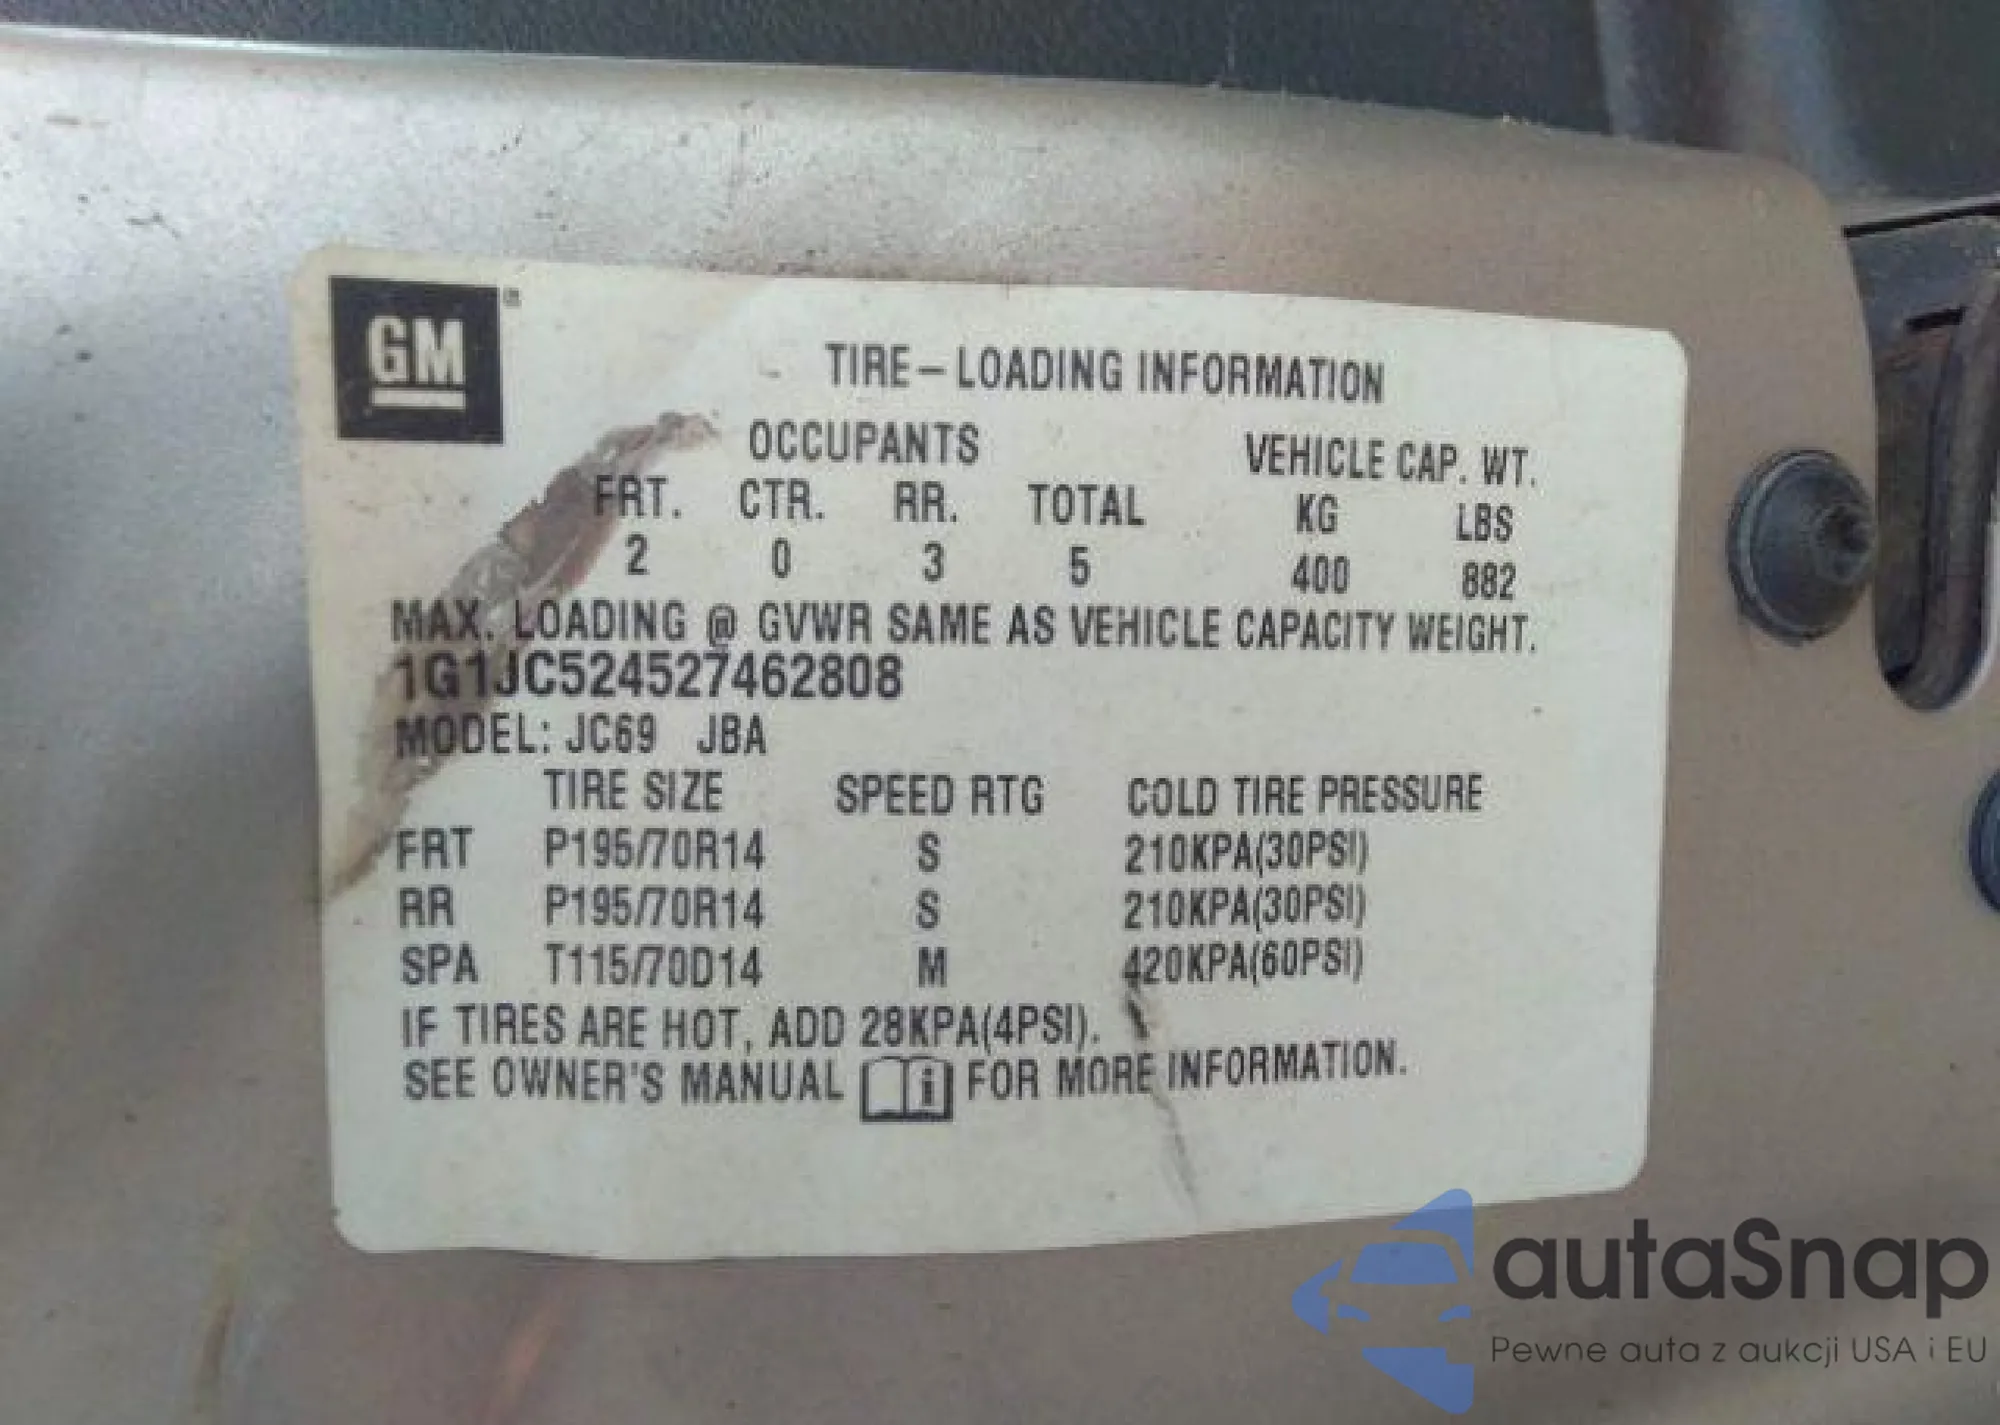 GM
TIRE-LOADING INFORMATION
OCCUPANTS VEHICLE CAP. WT.
FRT. CTR. RR. TOTAL KG LBS
2 0 3 5 400 882
MAX. LOADING @ GVWR SAME AS VEHICLE CAPACITY WEIGHT.
1G1JC524527462808
MODEL: JC69 JBA
TIRE SIZE SPEED RTG COLD TIRE PRESSURE
FRT P195/70R14 S 210KPA(30PSI)
RR P195/70R14 S 210KPA(30PSI)
SPA T115/70D14 M 420KPA(60PSI)
IF TIRES ARE HOT, ADD 28KPA(4PSI).
SEE OWNER'S MANUAL i FOR MORE INFORMATION.
autaSnap
Pewne auta z aukcji USA i EU